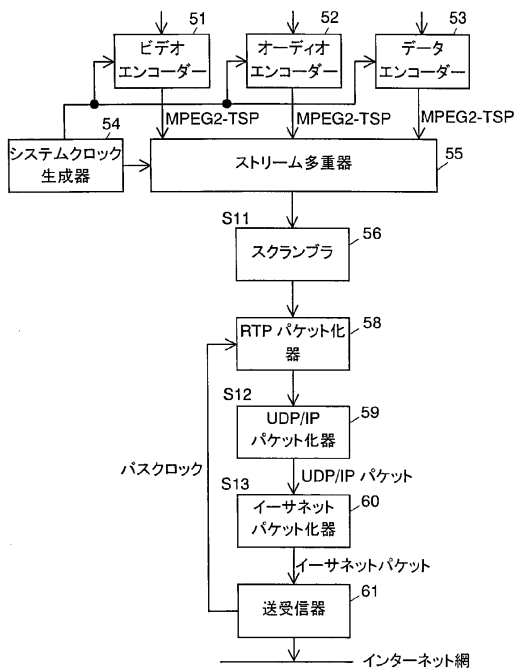 51
52
53
ビデオ
エンコーダー
オーディオ
エンコーダー
データ
エンコーダー
MPEG2-TSP
MPEG2-TSP
MPEG2-TSP
54
システムクロック
生成器
ストリーム多重器
55
S11
スクランブラ
56
RTP パケット化
器
58
S12
UDP/IP
パケット化器
59
バスクロック
UDP/IP パケット
S13
イーサネット
パケット化器
60
イーサネットパケット
送受信器
61
インターネット網